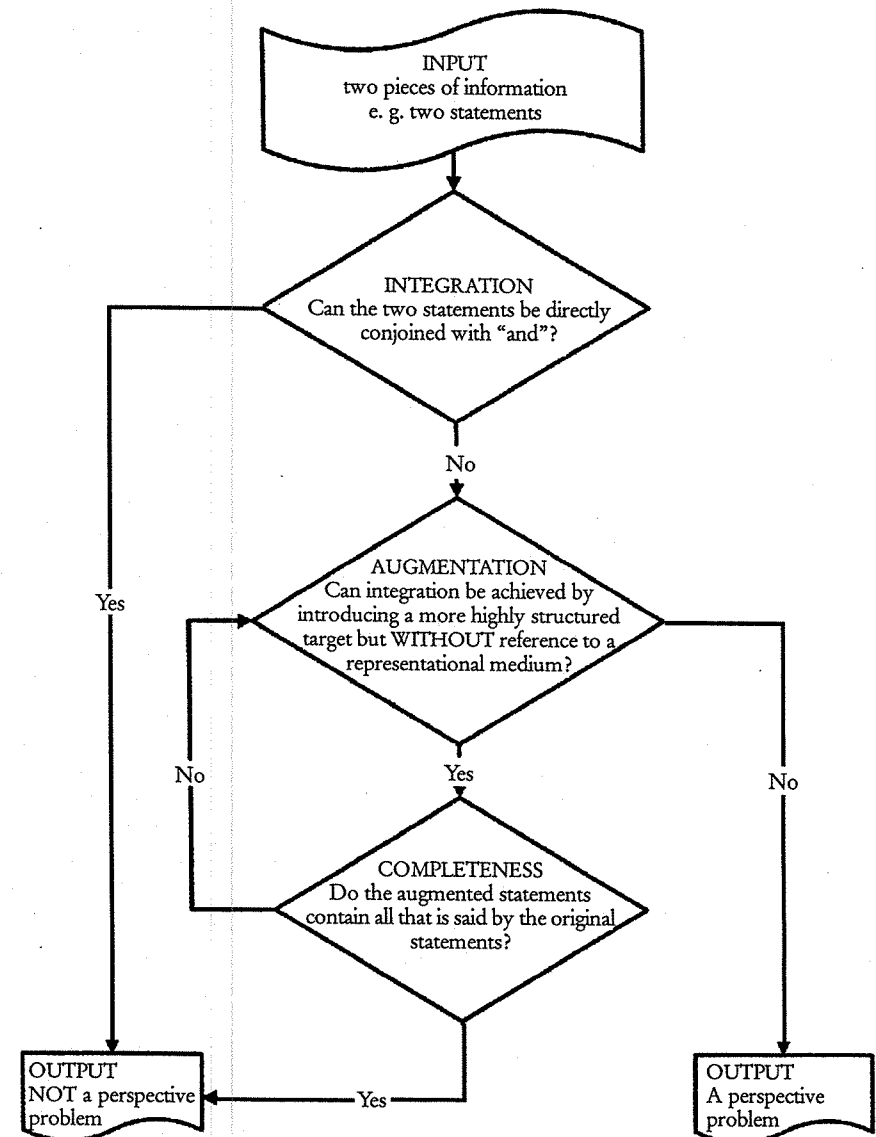 INPUT
two pieces of information
e. g. two statements
INTEGRATION
Can the two statements be directly
conjoined with “and”?
No
Yes
AUGMENTATION
Can integration be achieved by
introducing a more highly structured
target but WITHOUT reference to a
representational medium?
No
Yes
No
COMPLETENESS
Do the augmented statements
contain all that is said by the original
statements?
Yes
OUTPUT
NOT a perspective
problem
OUTPUT
A perspective
problem